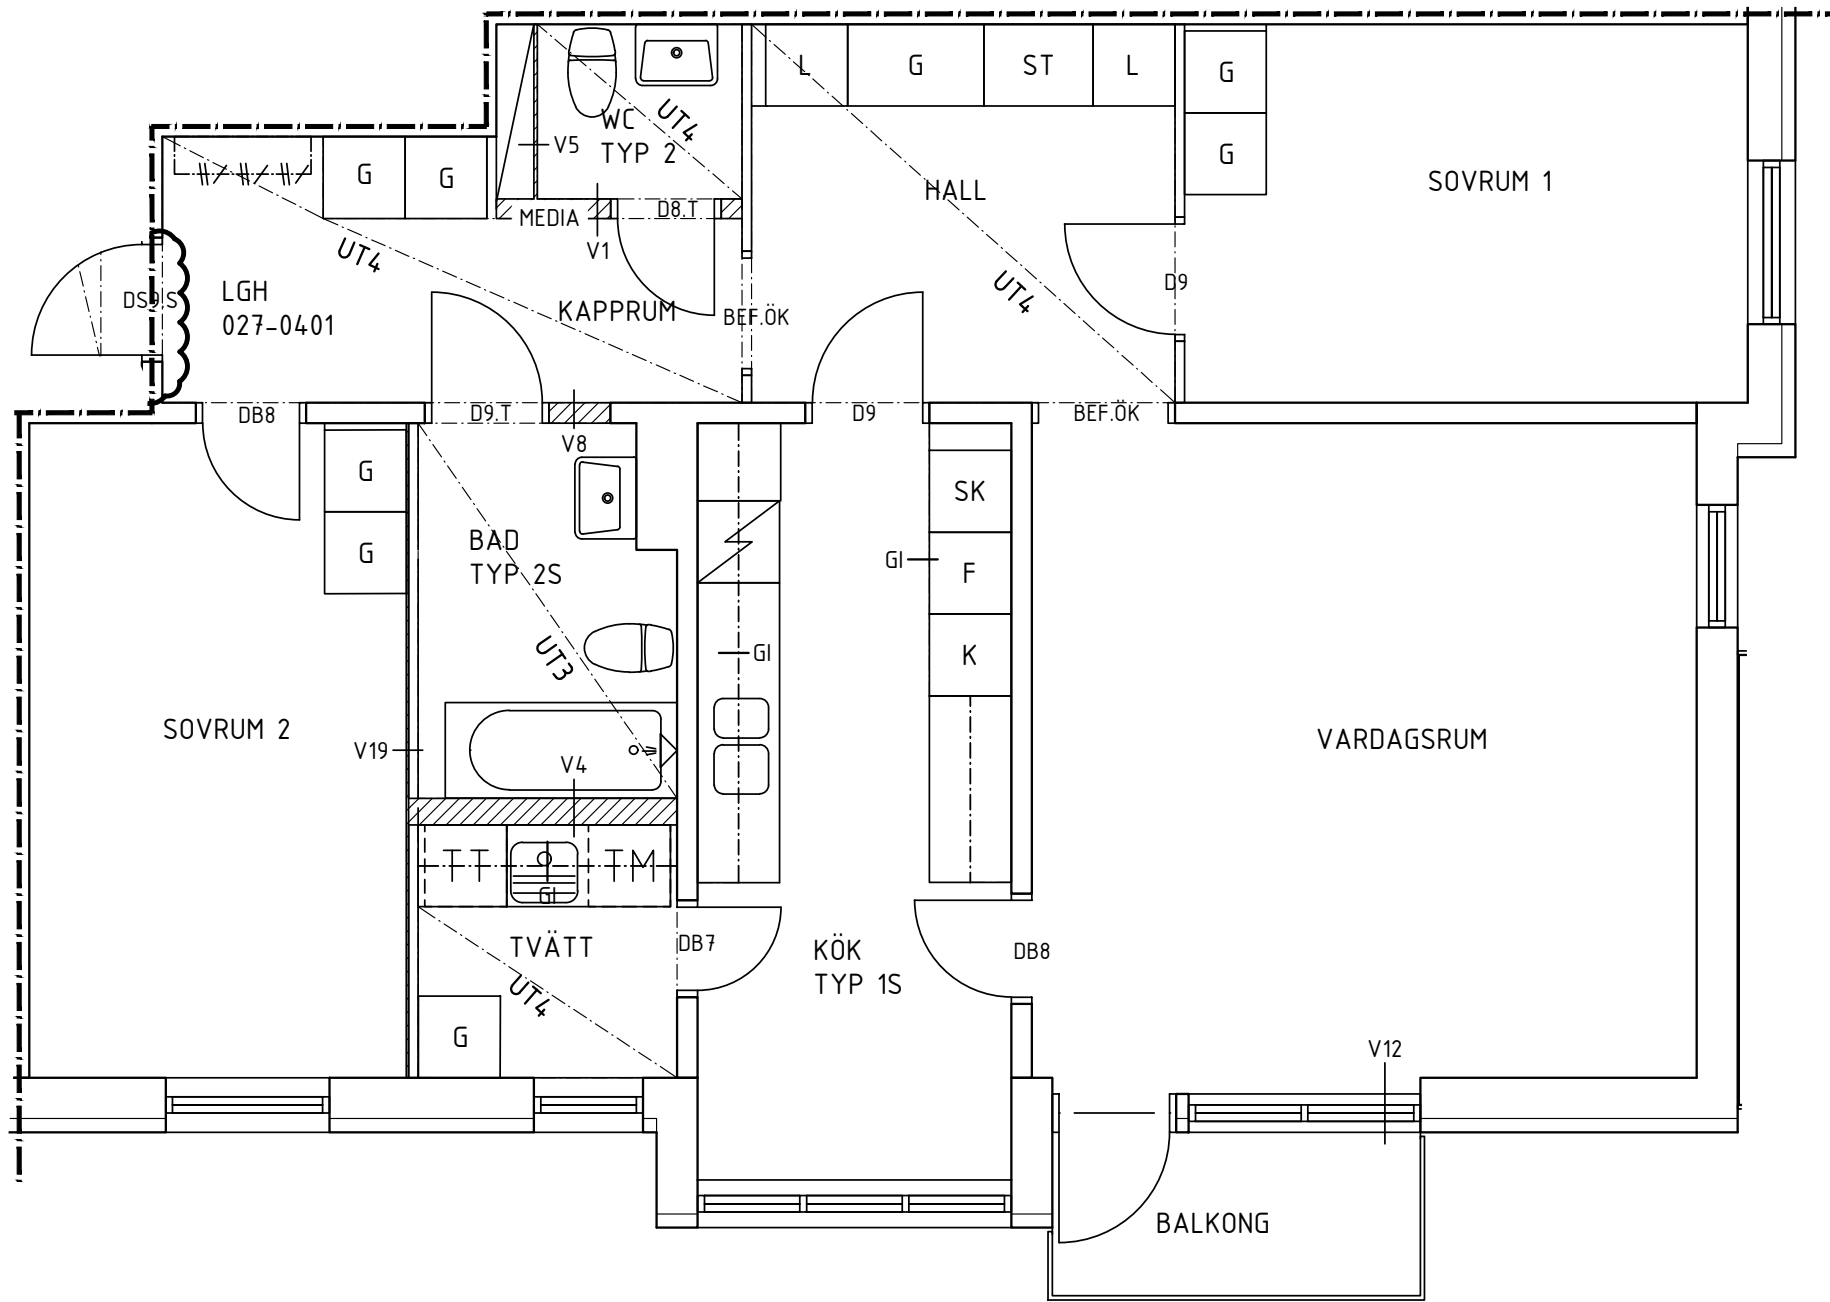 L
G
ST
L
G
G
WC
TYP 2
UT4
V5
SOVRUM 1
G
G
HALL
MEDIA
D8.T
V1
UT4
UT4
D9
DS9 S
LGH
027-0401
KAPPRUM
BEF.ÖK
DB8
D9.T
D9
BEF.ÖK
V8
G
G
SK
F
K
GI
BAD
TYP 2S
UT3
GI
SOVRUM 2
V19
V4
VARDAGSRUM
TT
TM
GI
TVÄTT
DB7
KÖK
TYP 1S
DB8
UT4
G
V12
BALKONG